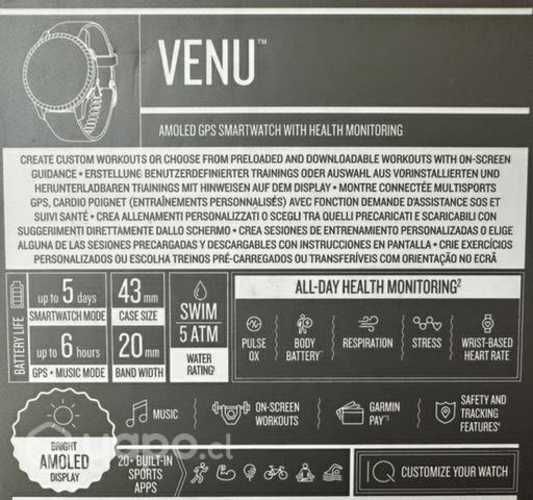 VENU™
AMOLED GPS SMARTWATCH WITH HEALTH MONITORING
CREATE CUSTOM WORKOUTS OR CHOOSE FROM PRELOADED AND DOWNLOADABLE WORKOUTS WITH ON-SCREEN
GUIDANCE • ERSTELLUNG BENUTZERDEFINIERTER TRAININGS ODER AUSWAHL AUS VORINSTALLIERTEN UND
HERUNTERLADBAREN TRAININGS MIT HINWEISEN AUF DEM DISPLAY • MONTRE CONNECTÉE MULTISPORTS
GPS, CARDIO POIGNET (ENTRAÎNEMENTS PERSONNALISÉS) AVEC FONCTION DEMANDE D'ASSISTANCE SOS ET
SUIVI SANTÉ • CREA ALLENAMENTI PERSONALIZZATI O SCEGLI TRA QUELLI PRECARICATI E SCARICABILI CON
SUGGERIMENTI DIRETTAMENTE DALLO SCHERMO • CREA SESIONES DE ENTRENAMIENTO PERSONALIZADAS O ELIGE
ALGUNA DE LAS SESIONES PRECARGADAS Y DESCARGABLES CON INSTRUCCIONES EN PANTALLA • CRIE EXERCÍCIOS
PERSONALIZADOS OU ESCOLHA TREINOS PRÉ-CARREGADOS OU TRANSFERÍVEIS COM ORIENTAÇÃO NO ECRÃ
BATTERY LIFE
up to 5 days
SMARTWATCH MODE
up to 6 hours
GPS + MUSIC MODE
43 mm
CASE SIZE
20 mm
BAND WIDTH
SWIM
5 ATM
WATER
RATING¹
ALL-DAY HEALTH MONITORING²
PULSE
OX
BODY
BATTERY™
RESPIRATION
STRESS
WRIST-BASED
HEART RATE
BRIGHT
AMOLED
DISPLAY
MUSIC
ON-SCREEN
WORKOUTS
GARMIN
PAY™³
SAFETY AND
TRACKING
FEATURES⁴
20+ BUILT-IN
SPORTS
APPS
IQ CUSTOMIZE YOUR WATCH
yapo.cl